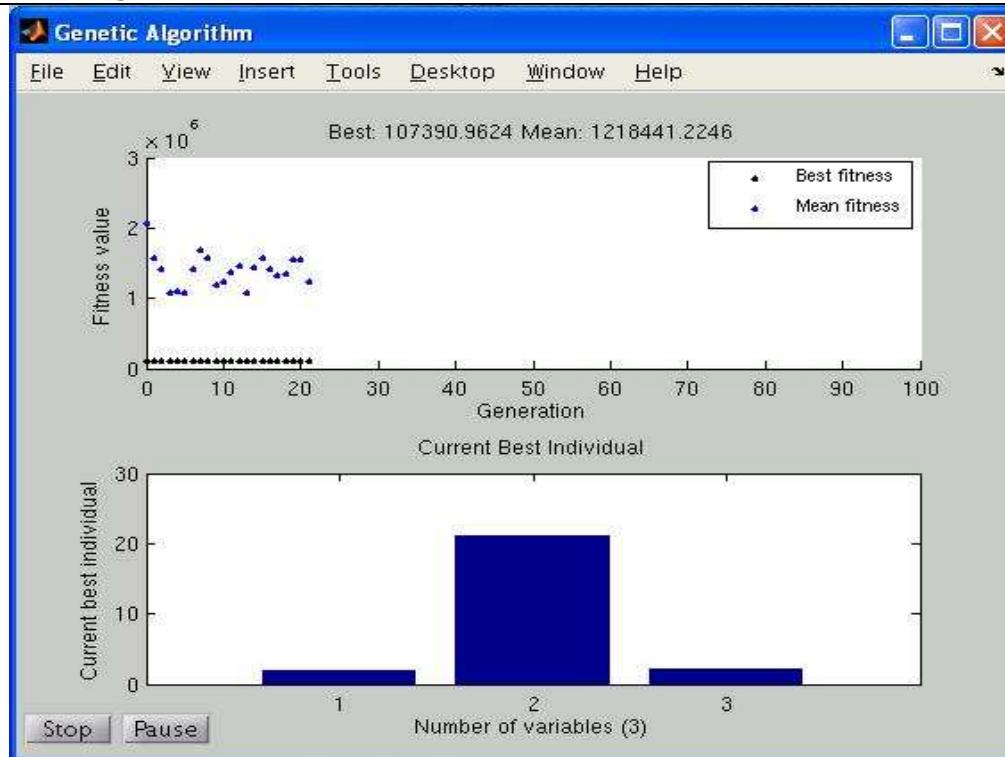 Genetic Algorithm
File Edit View Insert Tools Desktop Window Help
× 10^6
Best: 107390.9624 Mean: 1218441.2246
3
2
1
0
Fitness value
Best fitness
Mean fitness
0 10 20 30 40 50 60 70 80 90 100
Generation
Current Best Individual
30
20
10
0
Current best individual
1 2 3
Number of variables (3)
Stop Pause